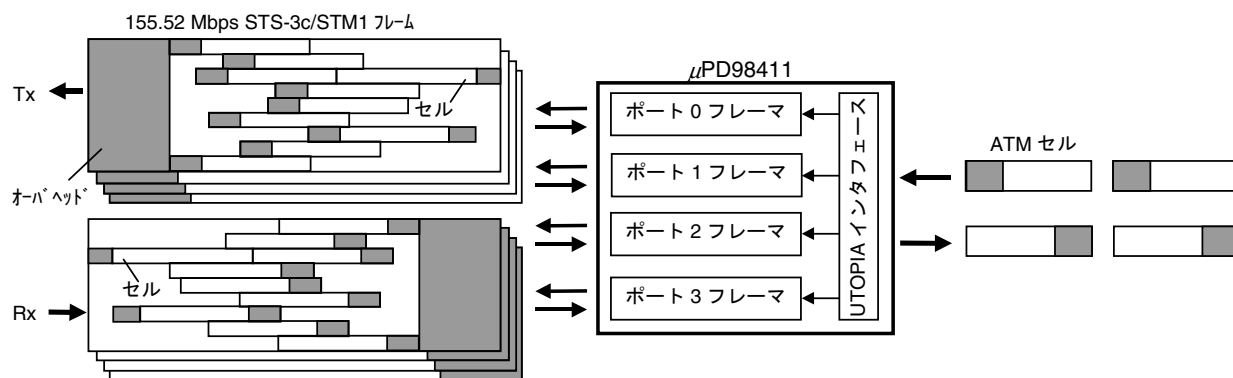 155.52 Mbps STS-3c/STM1 フレーム
Tx
セル
オーバヘッド
セル
Rx
μPD98411
ポート 0 フレーマ
ポート 1 フレーマ
ポート 2 フレーマ
ポート 3 フレーマ
UTOPIA インタフェース
ATM セル